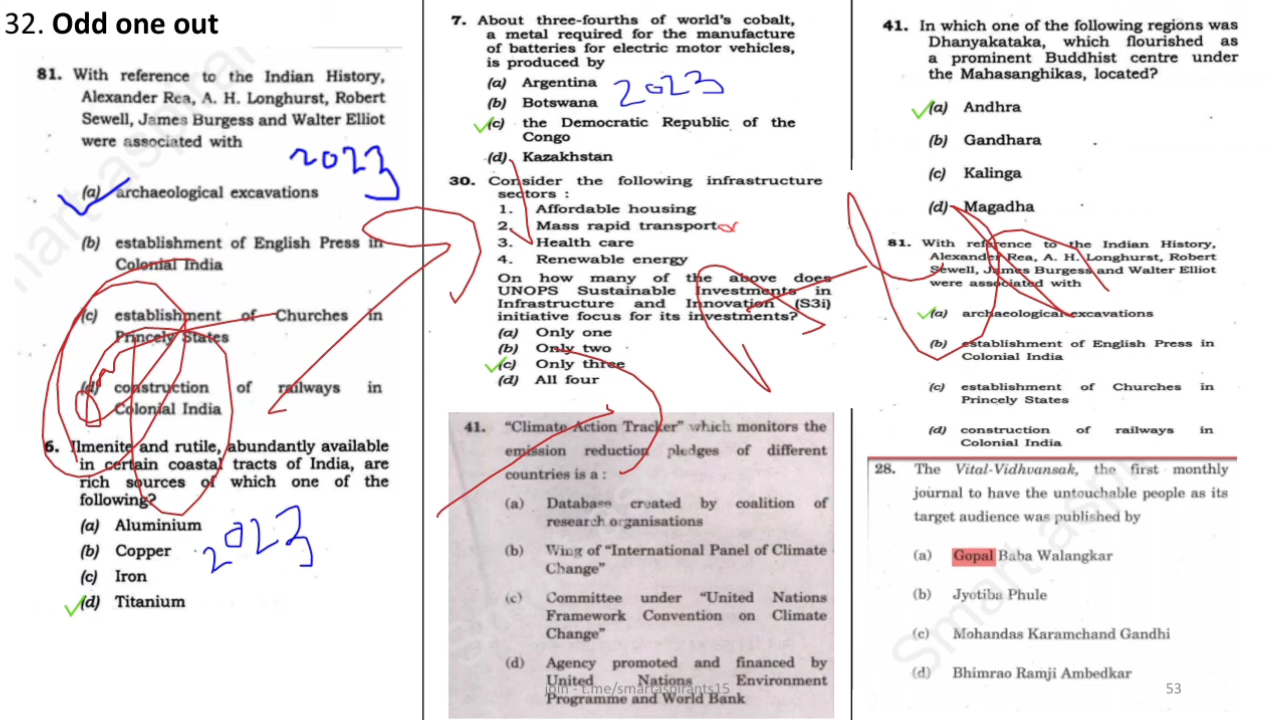 32. Odd one out
81. With reference to the Indian History,
Alexander Rea, A. H. Longhurst, Robert
Sewell, James Burgess and Walter Elliot
were associated with
2023
(a) archaeological excavations
(b) establishment of English Press in
Colonial India
(c) establishment of Churches in
Princely States
(d) construction of railways in
Colonial India
6. Ilmenite and rutile, abundantly available
in certain coastal tracts of India, are
rich sources of which one of the
following?
(a) Aluminium
(b) Copper
2023
(c) Iron
(d) Titanium
7. About three-fourths of world's cobalt,
a metal required for the manufacture
of batteries for electric motor vehicles,
is produced by
(a) Argentina
2023
(b) Botswana
(c) the Democratic Republic of the
Congo
(d) Kazakhstan
30. Consider the following infrastructure
sectors :
1. Affordable housing
2. Mass rapid transport
3. Health care
4. Renewable energy
On how many of the above does
UNOPS Sustainable Investments in
Infrastructure and Innovation (S3i)
initiative focus for its investments?
(a) Only one
(b) Only two
(c) Only three
(d) All four
41. "Climate Action Tracker" which monitors the
emission reduction pledges of different
countries is a :
(a) Database created by coalition of
research organisations
(b) Wing of "International Panel of Climate
Change"
(c) Committee under "United Nations
Framework Convention on Climate
Change"
(d) Agency promoted and financed by
United Nations Environment
Programme and World Bank
join - t.me/smartaspirants15
41. In which one of the following regions was
Dhanyakataka, which flourished as
a prominent Buddhist centre under
the Mahasanghikas, located?
(a) Andhra
(b) Gandhara
(c) Kalinga
(d) Magadha
81. With reference to the Indian History,
Alexander Rea, A. H. Longhurst, Robert
Sewell, James Burgess and Walter Elliot
were associated with
(a) archaeological excavations
(b) establishment of English Press in
Colonial India
(c) establishment of Churches in
Princely States
(d) construction of railways in
Colonial India
28. The Vital-Vidhvansak, the first monthly
journal to have the untouchable people as its
target audience was published by
(a) Gopal Baba Walangkar
(b) Jyotiba Phule
(c) Mohandas Karamchand Gandhi
(d) Bhimrao Ramji Ambedkar
53